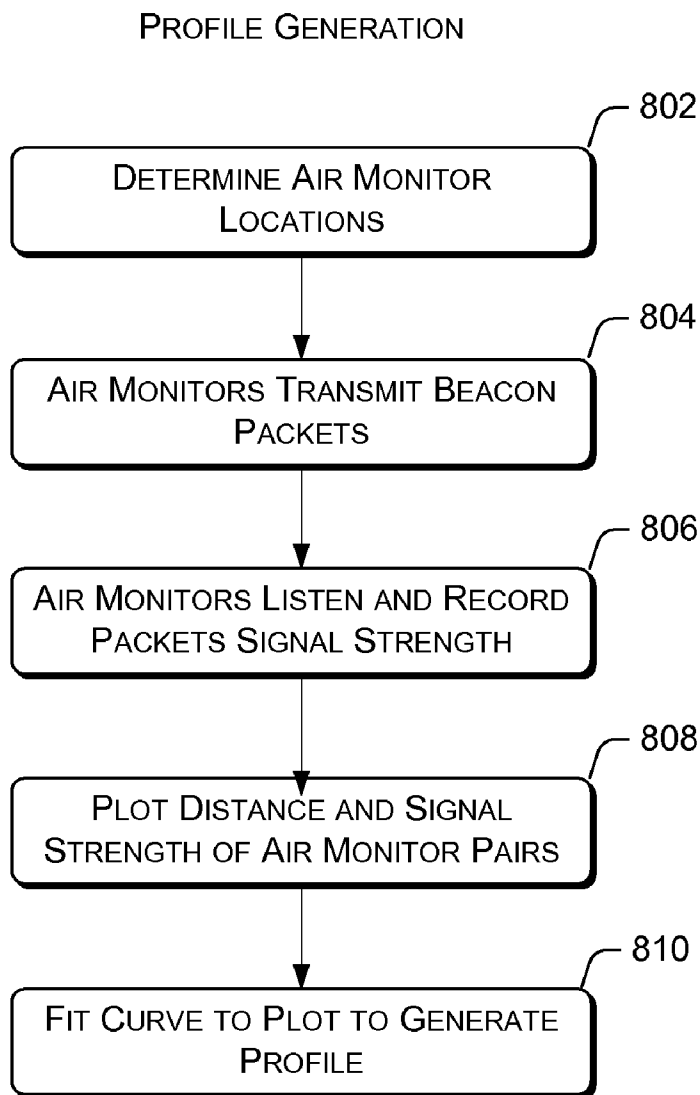 PROFILE GENERATION
802
DETERMINE AIR MONITOR
LOCATIONS
804
AIR MONITORS TRANSMIT BEACON
PACKETS
806
AIR MONITORS LISTEN AND RECORD
PACKETS SIGNAL STRENGTH
808
PLOT DISTANCE AND SIGNAL
STRENGTH OF AIR MONITOR PAIRS
810
FIT CURVE TO PLOT TO GENERATE
PROFILE